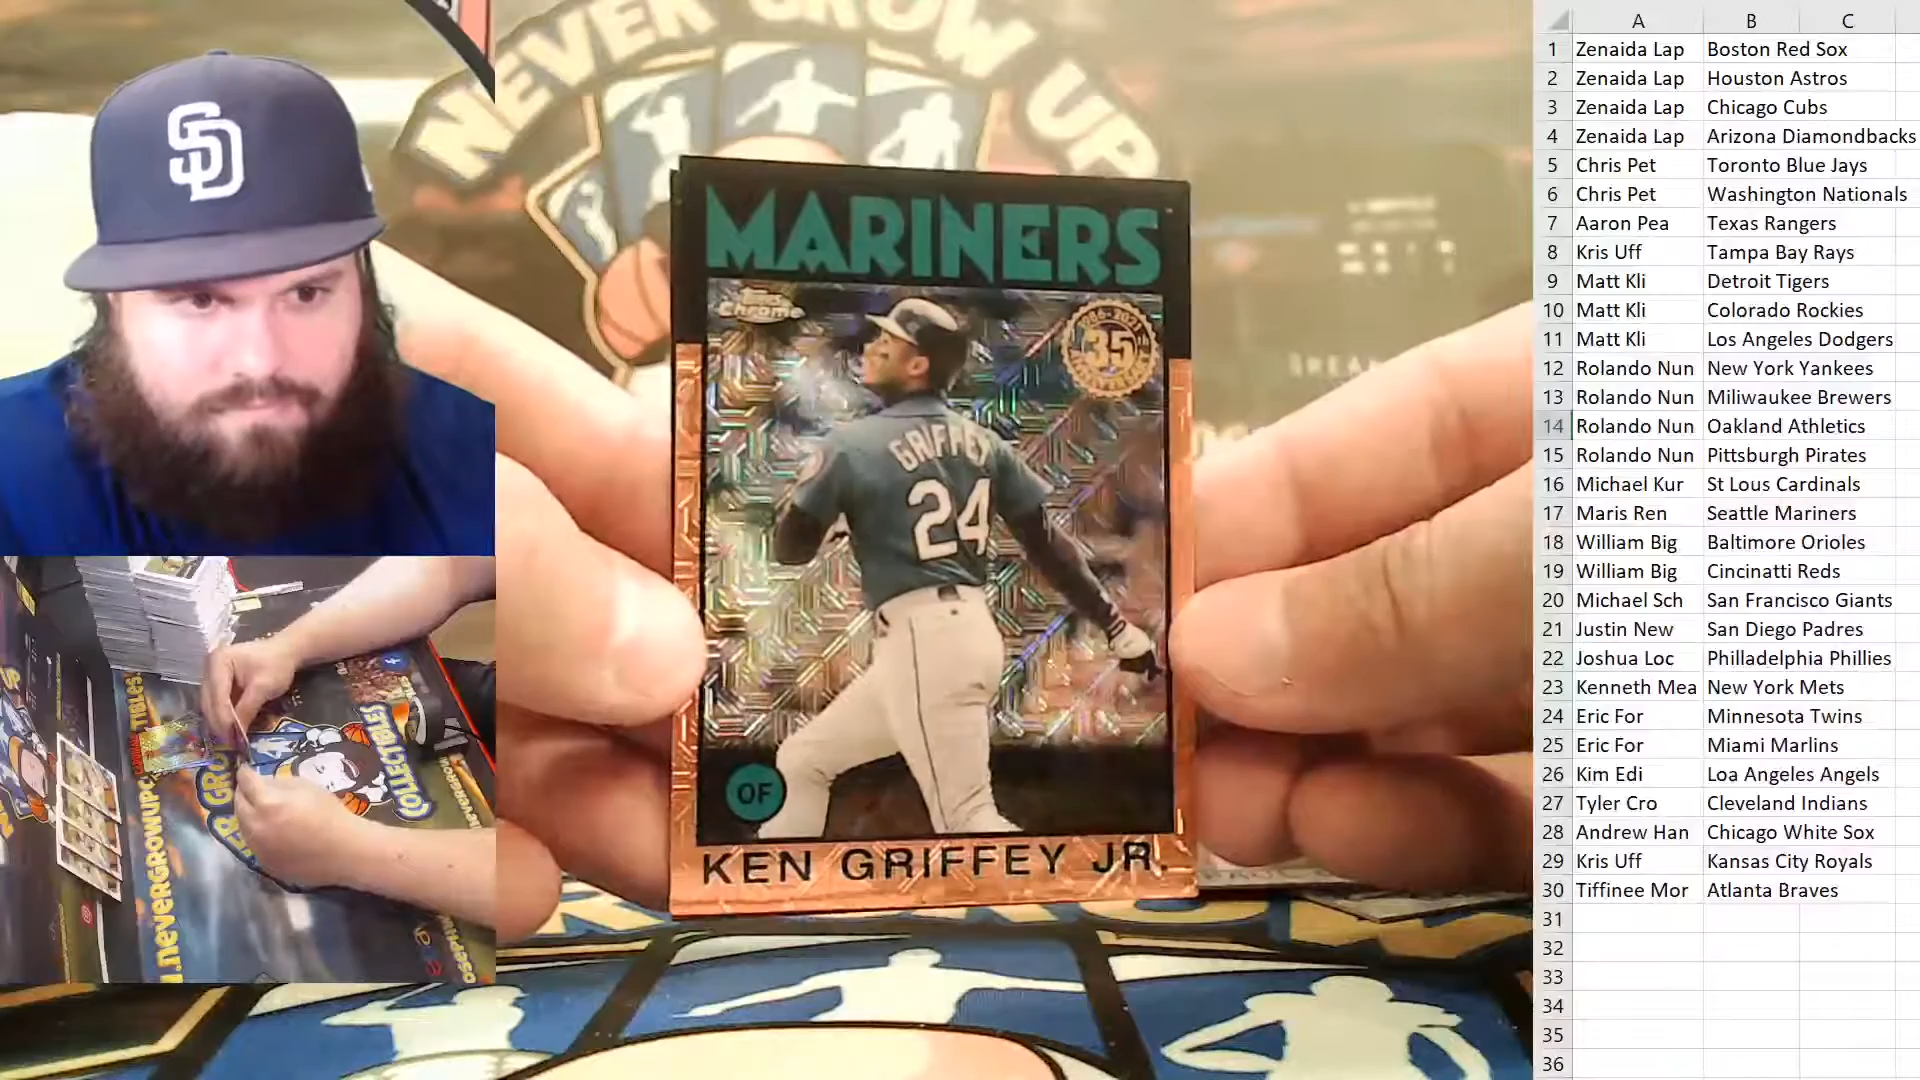 NEVER GROW UP
SD
MARINERS
Topps
Chrome
1986-2021
35
ANNIVERSARY
GRIFFEY
24
OF
KEN GRIFFEY JR.
COLLECTIBLES
A B C
1 Zenaida Lap Boston Red Sox
2 Zenaida Lap Houston Astros
3 Zenaida Lap Chicago Cubs
4 Zenaida Lap Arizona Diamondbacks
5 Chris Pet Toronto Blue Jays
6 Chris Pet Washington Nationals
7 Aaron Pea Texas Rangers
8 Kris Uff Tampa Bay Rays
9 Matt Kli Detroit Tigers
10 Matt Kli Colorado Rockies
11 Matt Kli Los Angeles Dodgers
12 Rolando Nun New York Yankees
13 Rolando Nun Miliwaukee Brewers
14 Rolando Nun Oakland Athletics
15 Rolando Nun Pittsburgh Pirates
16 Michael Kur St Lous Cardinals
17 Maris Ren Seattle Mariners
18 William Big Baltimore Orioles
19 William Big Cincinatti Reds
20 Michael Sch San Francisco Giants
21 Justin New San Diego Padres
22 Joshua Loc Philladelphia Phillies
23 Kenneth Mea New York Mets
24 Eric For Minnesota Twins
25 Eric For Miami Marlins
26 Kim Edi Loa Angeles Angels
27 Tyler Cro Cleveland Indians
28 Andrew Han Chicago White Sox
29 Kris Uff Kansas City Royals
30 Tiffinee Mor Atlanta Braves
31
32
33
34
35
36